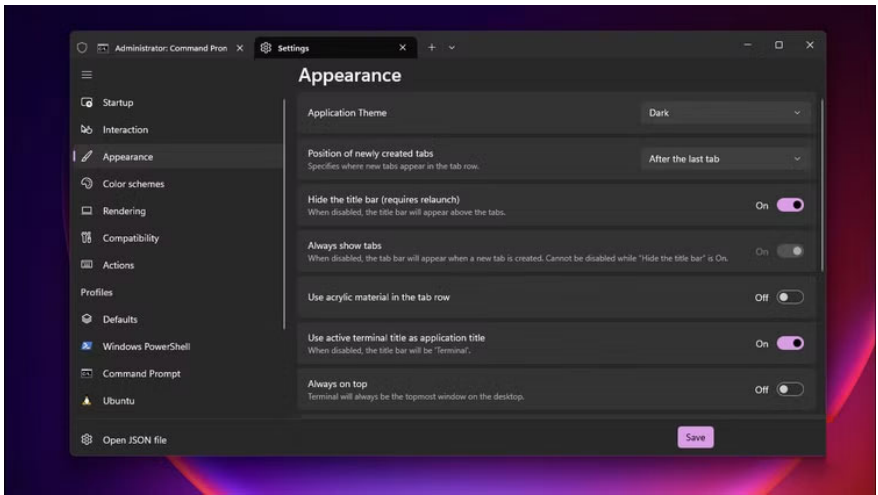 Administrator: Command Pron
Settings
Appearance
Startup
Interaction
Appearance
Color schemes
Rendering
Compatibility
Actions
Profiles
Defaults
Windows PowerShell
Command Prompt
Ubuntu
Open JSON file
Application Theme
Dark
Position of newly created tabs
Specifies where new tabs appear in the tab row.
After the last tab
Hide the title bar (requires relaunch)
When disabled, the title bar will appear above the tabs.
On
Always show tabs
When disabled, the tab bar will appear when a new tab is created. Cannot be disabled while "Hide the title bar" is On.
On
Use acrylic material in the tab row
Off
Use active terminal title as application title
When disabled, the title bar will be 'Terminal'.
On
Always on top
Terminal will always be the topmost window on the desktop.
Off
Save